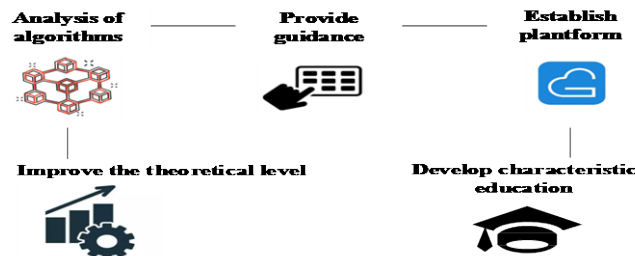 Analysis of
algorithms
Provide
guidance
Establish
plantform
Improve the theoretical level
Develop characteristic
education